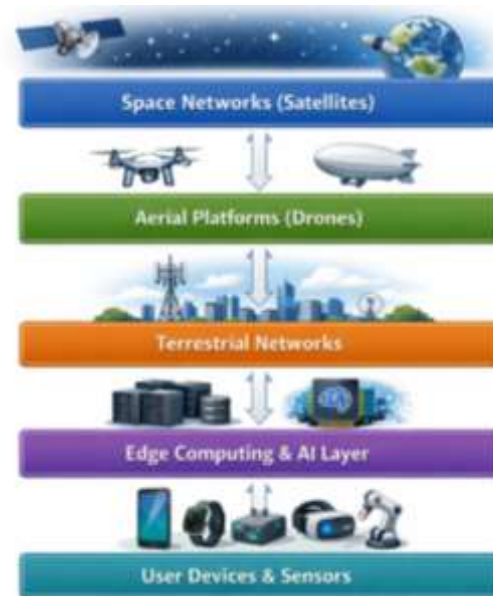 Space Networks (Satellites)
Aerial Platforms (Drones)
Terrestrial Networks
Edge Computing & AI Layer
User Devices & Sensors